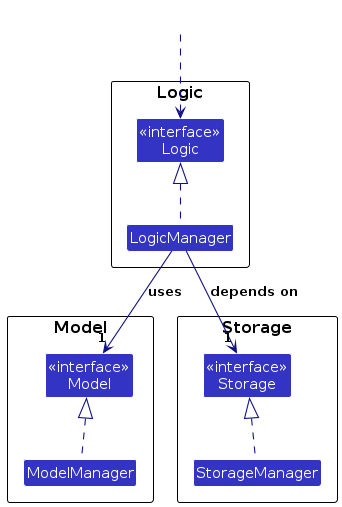 Logic
«interface»
Logic
LogicManager
uses
depends on
Model
1
«interface»
Model
ModelManager
Storage
1
«interface»
Storage
StorageManager